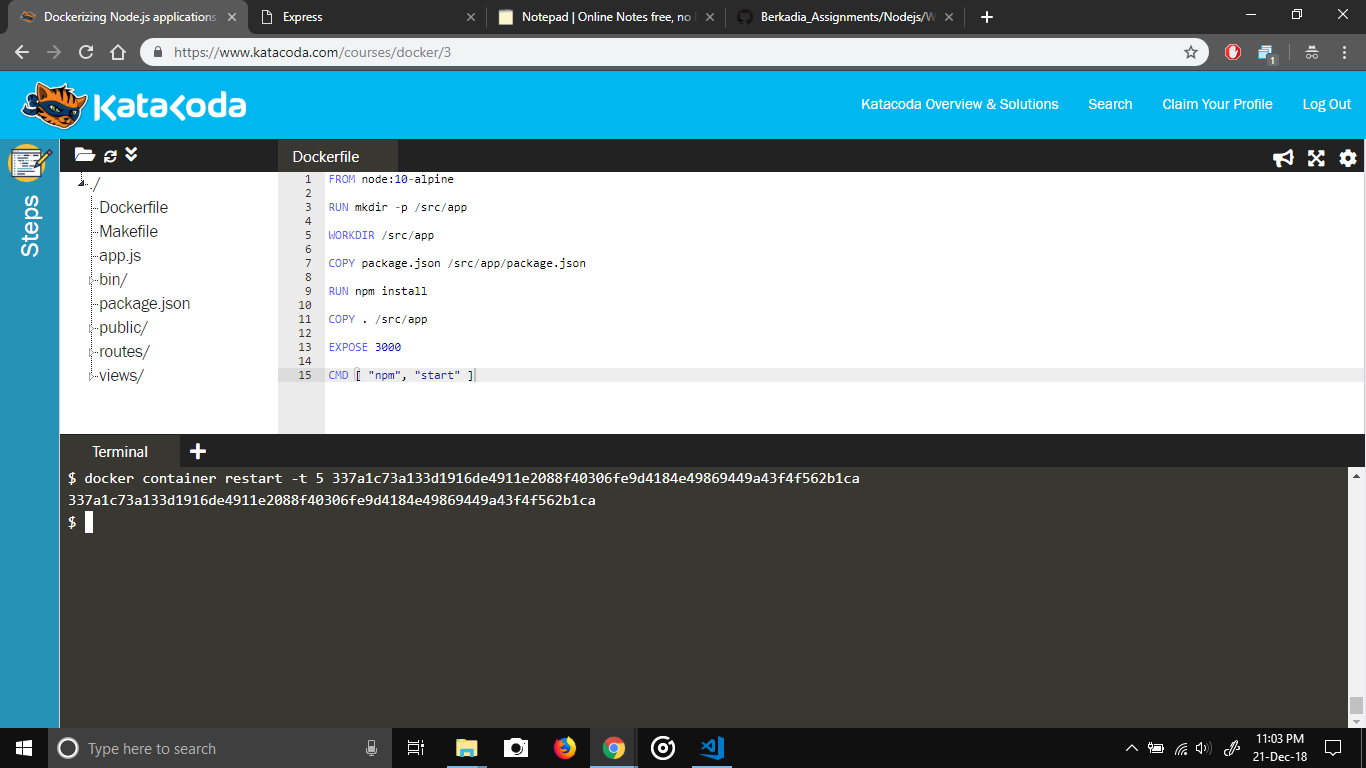 Dockerizing Node.js applications
Express
Notepad | Online Notes free, no
Berkadia_Assignments/Nodejs/W
https://www.katacoda.com/courses/docker/3
1
KataKoda
Katacoda Overview & Solutions
Search
Claim Your Profile
Log Out
Steps
./
Dockerfile
Makefile
app.js
bin/
package.json
public/
routes/
views/
Dockerfile
1 FROM node:10-alpine
2
3 RUN mkdir -p /src/app
4
5 WORKDIR /src/app
6
7 COPY package.json /src/app/package.json
8
9 RUN npm install
10
11 COPY . /src/app
12
13 EXPOSE 3000
14
15 CMD [ "npm", "start" ]
Terminal
$ docker container restart -t 5 337a1c73a133d1916de4911e2088f40306fe9d4184e49869449a43f4f562b1ca
337a1c73a133d1916de4911e2088f40306fe9d4184e49869449a43f4f562b1ca
$
Type here to search
11:03 PM
21-Dec-18